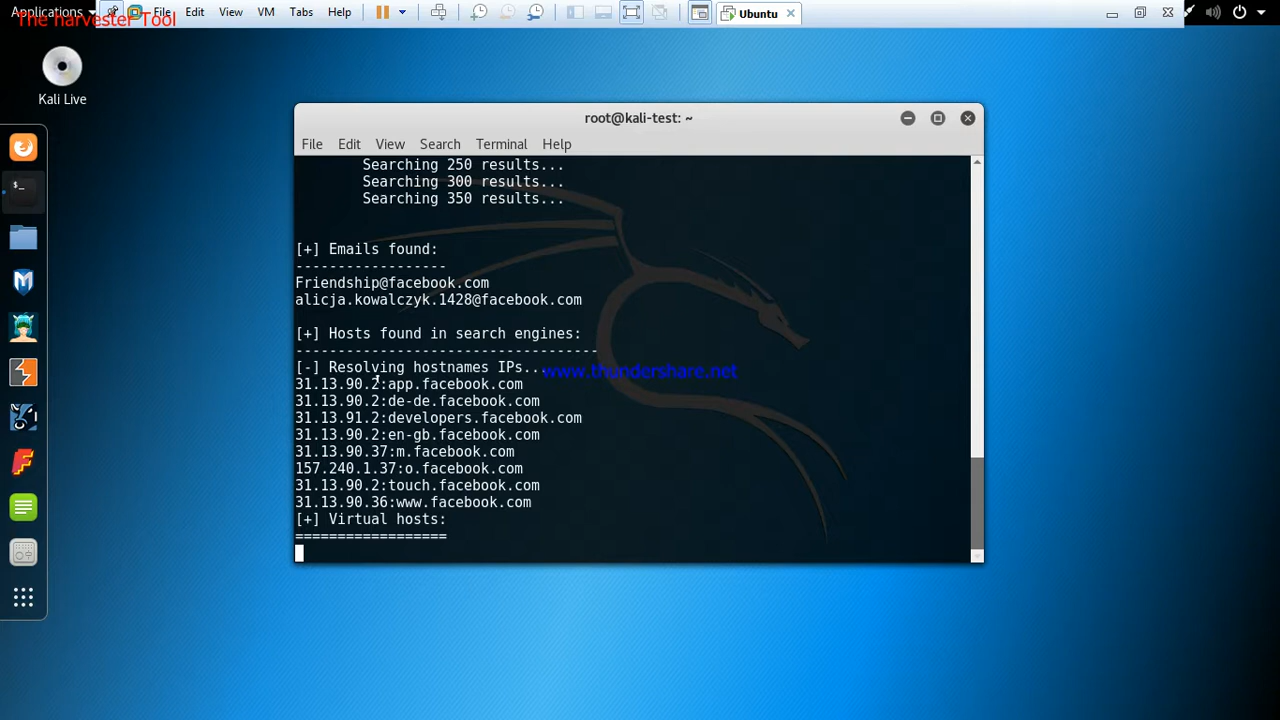 Applications
File Edit View VM Tabs Help
Ubuntu
The harvester Tool
Kali Live
root@kali-test: ~
File Edit View Search Terminal Help
Searching 250 results...
Searching 300 results...
Searching 350 results...
[+] Emails found:
------------------
Friendship@facebook.com
alicja.kowalczyk.1428@facebook.com
[+] Hosts found in search engines:
------------------------------------
[-] Resolving hostnames IPs...
www.thundershare.net
31.13.90.2:app.facebook.com
31.13.90.2:de-de.facebook.com
31.13.91.2:developers.facebook.com
31.13.90.2:en-gb.facebook.com
31.13.90.37:m.facebook.com
157.240.1.37:o.facebook.com
31.13.90.2:touch.facebook.com
31.13.90.36:www.facebook.com
[+] Virtual hosts:
==================